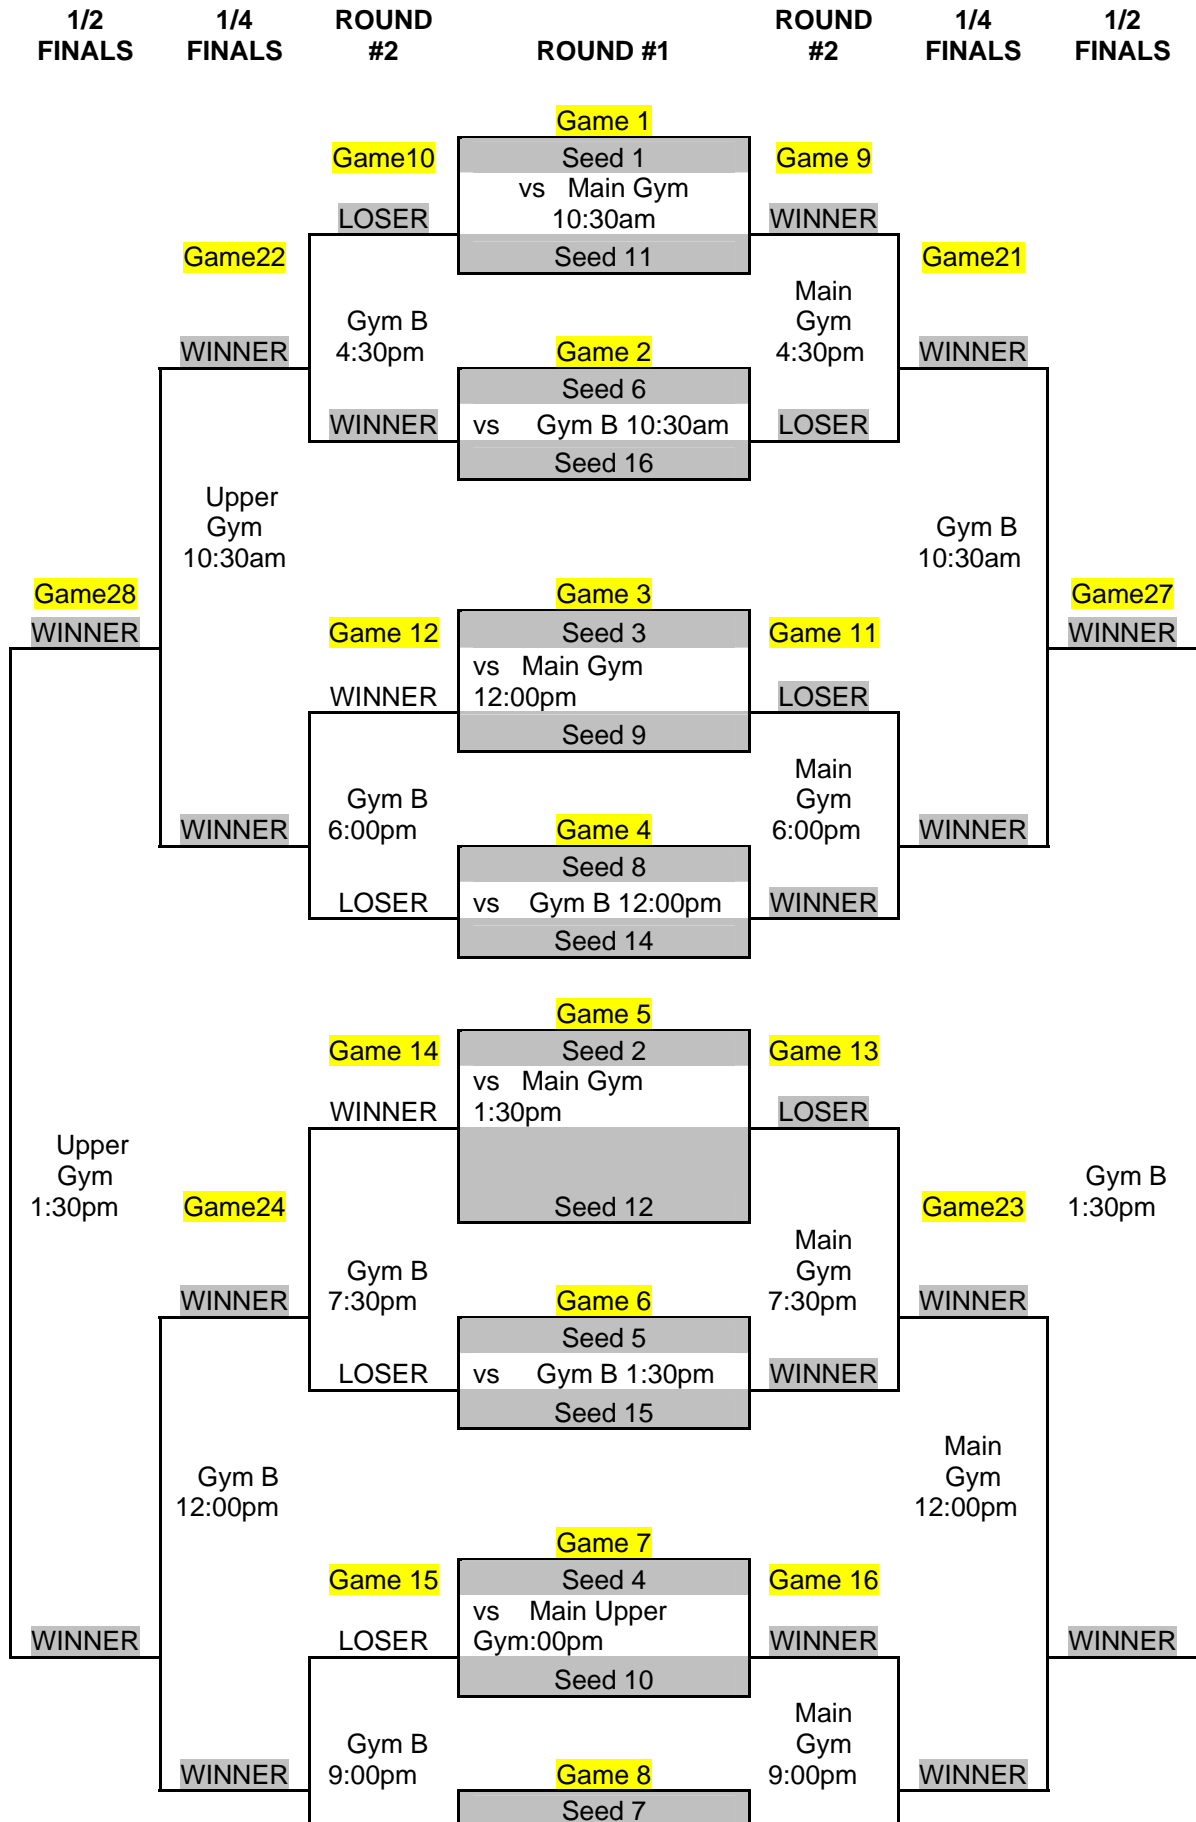 1/2 FINALS
1/4 FINALS
ROUND #2
ROUND #1
ROUND #2
1/4 FINALS
1/2 FINALS
Game 1
Game10
Seed 1
Game 9
vs Main Gym
LOSER
10:30am
WINNER
Game22
Seed 11
Game21
Main
Gym B
Gym
WINNER
4:30pm
Game 2
4:30pm
WINNER
Seed 6
WINNER
vs Gym B 10:30am
LOSER
Seed 16
Upper
Gym
Gym B
10:30am
10:30am
Game28
Game 3
Game27
WINNER
Game 12
Seed 3
Game 11
WINNER
vs Main Gym
WINNER
12:00pm
LOSER
Seed 9
Main
Gym B
Gym
WINNER
6:00pm
Game 4
6:00pm
WINNER
Seed 8
LOSER
vs Gym B 12:00pm
WINNER
Seed 14
Game 5
Game 14
Seed 2
Game 13
vs Main Gym
WINNER
1:30pm
LOSER
Upper
Gym
Gym B
1:30pm
Game24
Seed 12
Game23
1:30pm
Main
Gym B
Gym
WINNER
7:30pm
Game 6
7:30pm
WINNER
Seed 5
LOSER
vs Gym B 1:30pm
WINNER
Seed 15
Main
Gym B
Gym
12:00pm
12:00pm
Game 7
Game 15
Seed 4
Game 16
vs Main Upper
WINNER
LOSER
Gym:00pm
WINNER
WINNER
Seed 10
Main
Gym B
Gym
WINNER
9:00pm
Game 8
9:00pm
WINNER
Seed 7